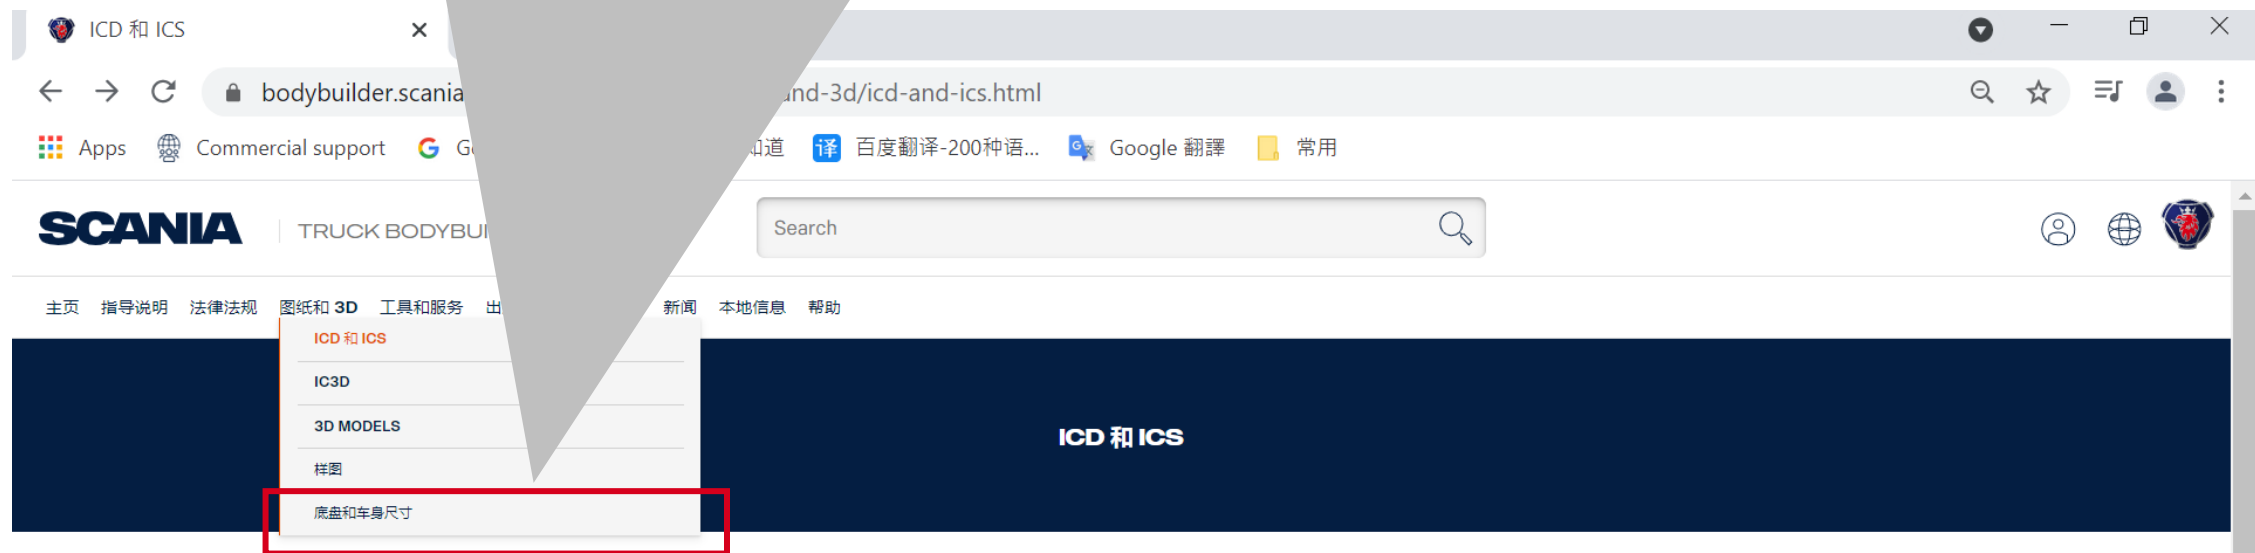 ICD 和 ICS
bodybuilder.scania and-3d/icd-and-ics.html
Apps Commercial support 知道 译 百度翻译-200种语... Google 翻譯 常用
SCANIA TRUCK Search
主页 指导说明 法律法规 图纸和 3D 工具和服务 出 新闻 本地信息 帮助
ICD 和 ICS
IC3D
3D MODELS
ICD 和 ICS
样图
底盘和车身尺寸